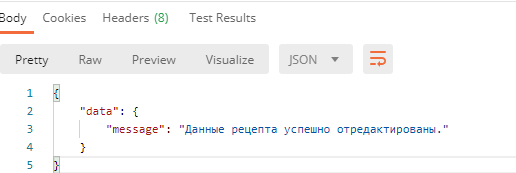 Body Cookies Headers (8) Test Results
Pretty Raw Preview Visualize JSON
1 {
2 "data": {
3 "message": "Данные рецепта успешно отредактированы."
4 }
5 }